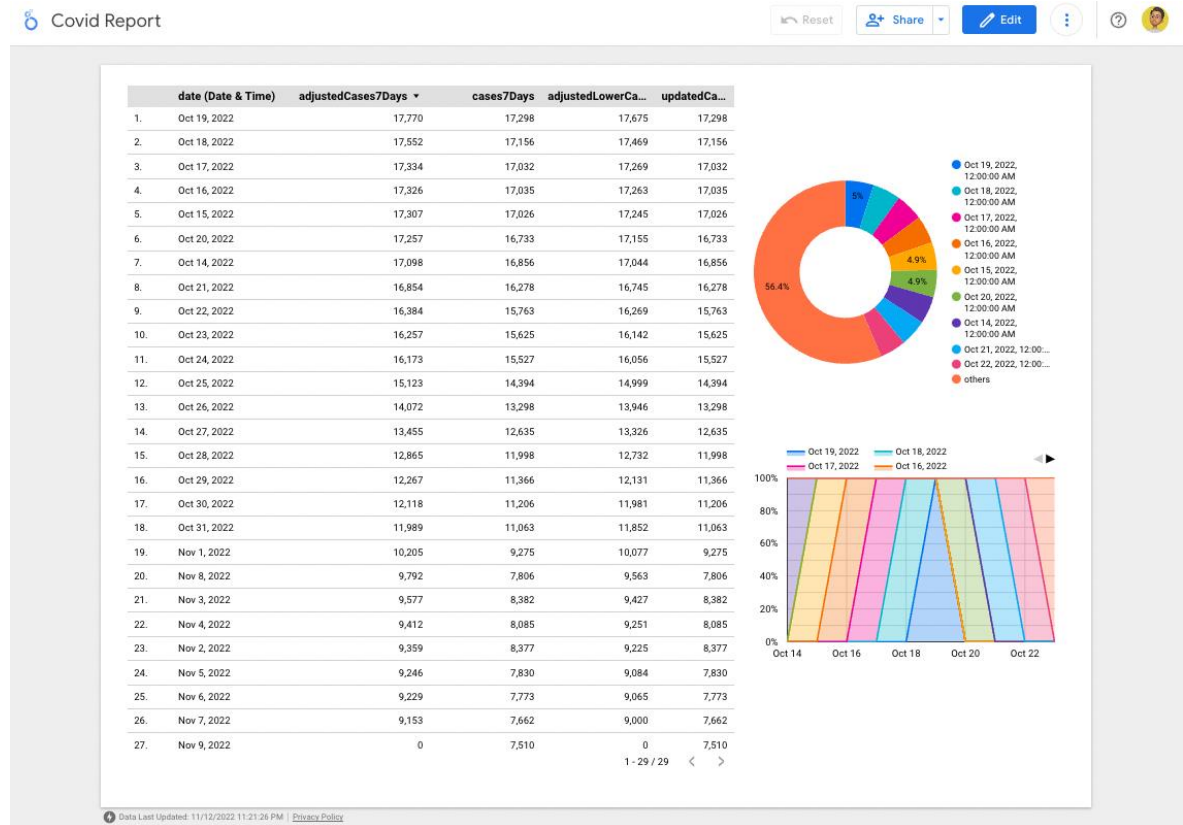 Covid Report
Reset
Share
Edit
date (Date & Time) adjustedCases7Days cases7Days adjustedLowerCa... updatedCa...
1. Oct 19, 2022 17,770 17,298 17,675 17,298
2. Oct 18, 2022 17,552 17,156 17,469 17,156
3. Oct 17, 2022 17,334 17,032 17,269 17,032
4. Oct 16, 2022 17,326 17,035 17,263 17,035
5. Oct 15, 2022 17,307 17,026 17,245 17,026
6. Oct 20, 2022 17,257 16,733 17,155 16,733
7. Oct 14, 2022 17,098 16,856 17,044 16,856
8. Oct 21, 2022 16,854 16,278 16,745 16,278
9. Oct 22, 2022 16,384 15,763 16,269 15,763
10. Oct 23, 2022 16,257 15,625 16,142 15,625
11. Oct 24, 2022 16,173 15,527 16,056 15,527
12. Oct 25, 2022 15,123 14,394 14,999 14,394
13. Oct 26, 2022 14,072 13,298 13,946 13,298
14. Oct 27, 2022 13,455 12,635 13,326 12,635
15. Oct 28, 2022 12,865 11,998 12,732 11,998
16. Oct 29, 2022 12,267 11,366 12,131 11,366
17. Oct 30, 2022 12,118 11,206 11,981 11,206
18. Oct 31, 2022 11,989 11,063 11,852 11,063
19. Nov 1, 2022 10,205 9,275 10,077 9,275
20. Nov 8, 2022 9,792 7,806 9,563 7,806
21. Nov 3, 2022 9,577 8,382 9,427 8,382
22. Nov 4, 2022 9,412 8,085 9,251 8,085
23. Nov 2, 2022 9,359 8,377 9,225 8,377
24. Nov 5, 2022 9,246 7,830 9,084 7,830
25. Nov 6, 2022 9,229 7,773 9,065 7,773
26. Nov 7, 2022 9,153 7,662 9,000 7,662
27. Nov 9, 2022 0 7,510 0 7,510
1 - 29 / 29
5%
4.9%
4.9%
56.4%
Oct 19, 2022,
12:00:00 AM
Oct 18, 2022,
12:00:00 AM
Oct 17, 2022,
12:00:00 AM
Oct 16, 2022,
12:00:00 AM
Oct 15, 2022,
12:00:00 AM
Oct 20, 2022,
12:00:00 AM
Oct 14, 2022,
12:00:00 AM
Oct 21, 2022, 12:00:...
Oct 22, 2022, 12:00:...
others
Oct 19, 2022 Oct 18, 2022
Oct 17, 2022 Oct 16, 2022
100%
80%
60%
40%
20%
0%
Oct 14 Oct 16 Oct 18 Oct 20 Oct 22
Data Last Updated: 11/12/2022 11:21:26 PM | Privacy Policy